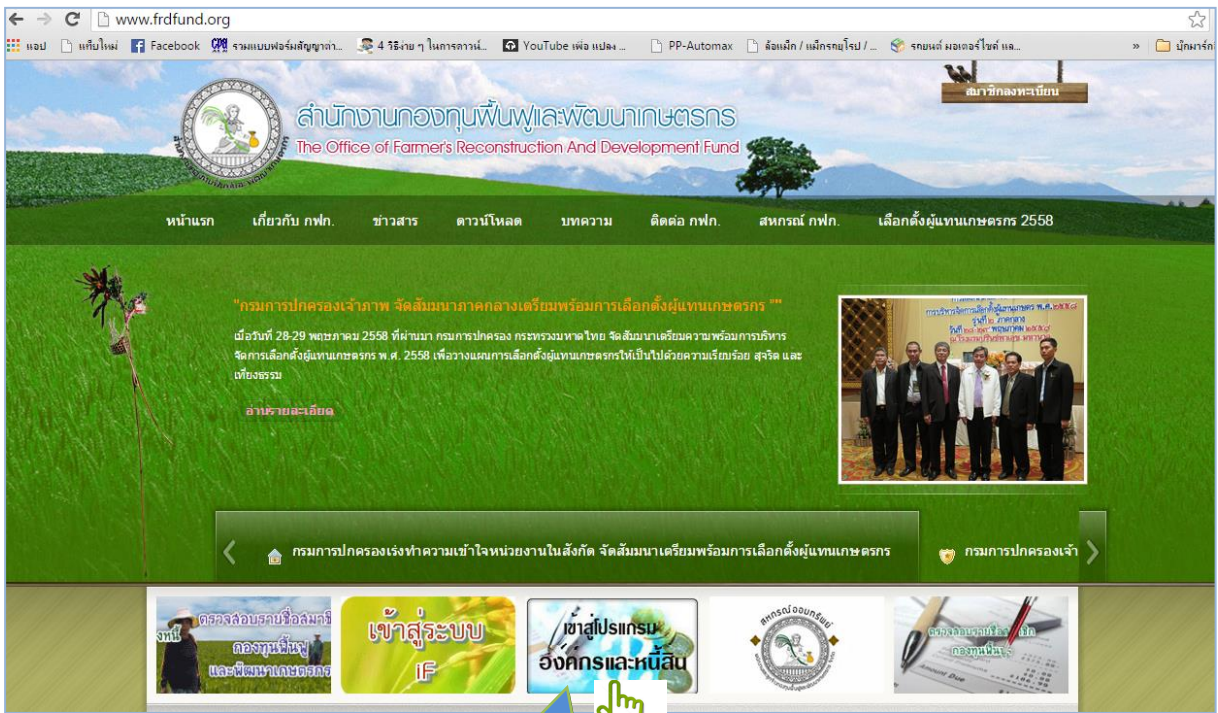 www.frdfund.org
แอป แท็บใหม่ Facebook รวมแบบฟอร์มสัญญาต่า... 4 วิธีง่าย ๆ ในการดาวน์... YouTube เพื่อ แปลง ... PP-Automax ล้อแม็ก / แม็กรถยุโรป / ... รถยนต์ มอเตอร์ไซค์ แล... » บุ๊กมาร์ก
สมาชิกลงทะเบียน
สำนักงานกองทุนฟื้นฟูและพัฒนาเกษตรกร
The Office of Farmer's Reconstruction And Development Fund
หน้าแรก เกี่ยวกับ กฟก. ข่าวสาร ดาวน์โหลด บทความ ติดต่อ กฟก. สหกรณ์ กฟก. เลือกตั้งผู้แทนเกษตรกร 2558
"กรมการปกครองเจ้าภาพ จัดสัมมนาภาคกลางเตรียมพร้อมการเลือกตั้งผู้แทนเกษตรกร ""
เมื่อวันที่ 28-29 พฤษภาคม 2558 ที่ผ่านมา กรมการปกครอง กระทรวงมหาดไทย จัดสัมมนาเตรียมความพร้อมการบริหาร
จัดการเลือกตั้งผู้แทนเกษตรกร พ.ศ. 2558 เพื่อวางแผนการเลือกตั้งผู้แทนเกษตรกรให้เป็นไปด้วยความเรียบร้อย สุจริต และ
เที่ยงธรรม
อ่านรายละเอียด
กรมการปกครองเร่งทำความเข้าใจหน่วยงานในสังกัด จัดสัมมนาเตรียมพร้อมการเลือกตั้งผู้แทนเกษตรกร กรมการปกครองเจ้า
ตรวจสอบรายชื่อสมาชิ
กองทุนฟื้นฟู
และพัฒนาเกษตรกร
เข้าสู่ระบบ
iF
เข้าสู่โปรแกรม
องค์กรและหนี้สิน
สหกรณ์ออมทรัพย์
ตรวจสอบรายชื่อ